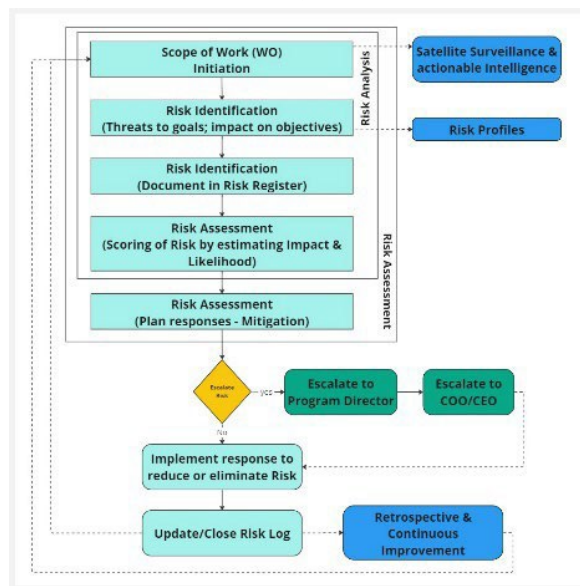 Scope of Work (WO)
Initiation
Satellite Surveillance &
actionable Intelligence
Risk Analysis
Risk Identification
(Threats to goals; impact on objectives)
Risk Profiles
Risk Identification
(Document in Risk Register)
Risk Assessment
(Scoring of Risk by estimating Impact &
Likelihood)
Risk Assessment
Risk Assessment
(Plan responses - Mitigation)
Escalate
Risk
yes
Escalate to
Program Director
Escalate to
COO/CEO
No
Implement response to
reduce or eliminate Risk
Update/Close Risk Log
Retrospective &
Continuous
Improvement